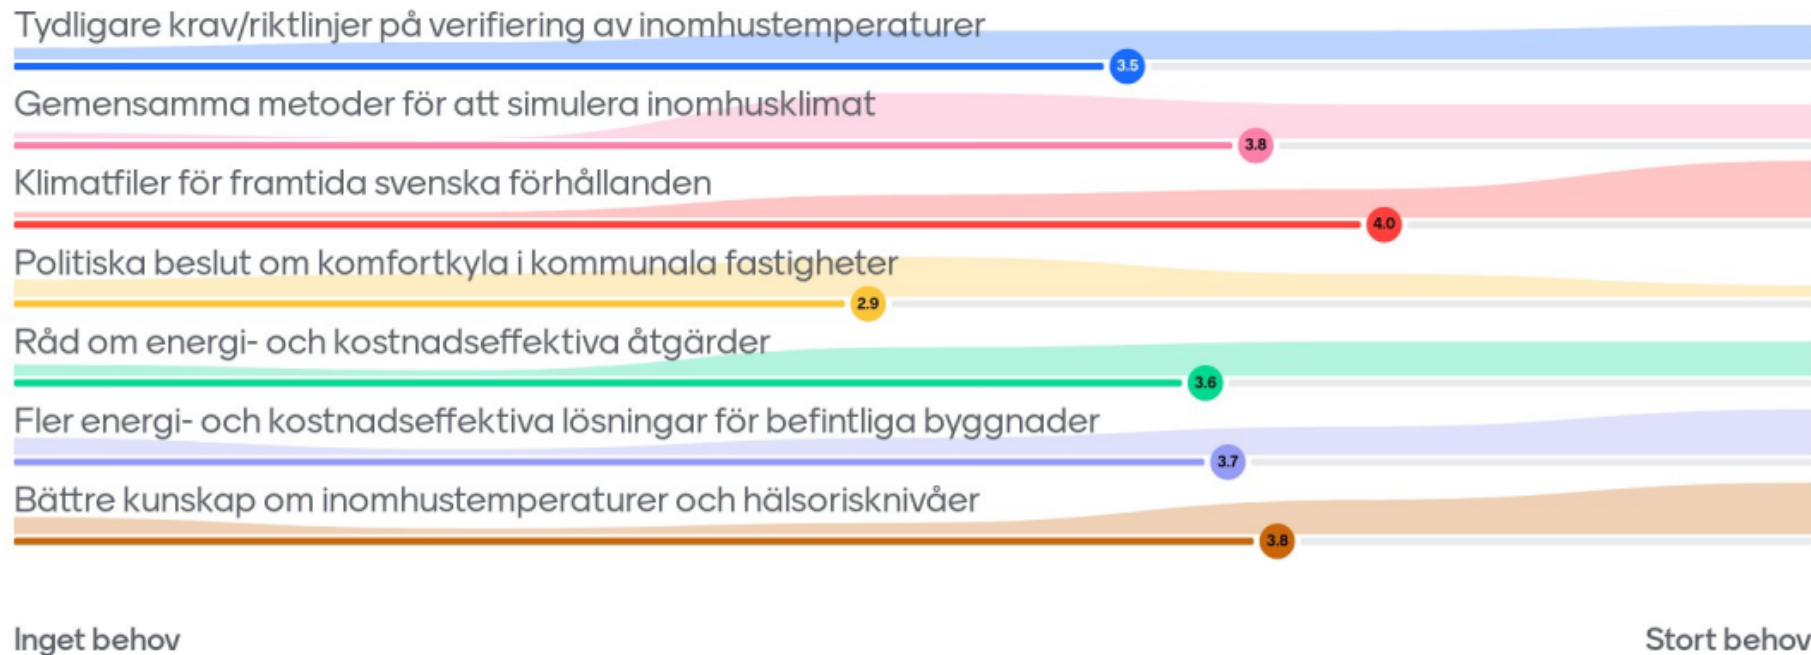 Tydligare krav/riktlinjer på verifiering av inomhustemperaturer
3.5
Gemensamma metoder för att simulera inomhusklimat
3.8
Klimatfiler för framtida svenska förhållanden
4.0
Politiska beslut om komfortkyla i kommunala fastigheter
2.9
Råd om energi- och kostnadseffektiva åtgärder
3.6
Fler energi- och kostnadseffektiva lösningar för befintliga byggnader
3.7
Bättre kunskap om inomhustemperaturer och hälsorisknivåer
3.8
Inget behov
Stort behov